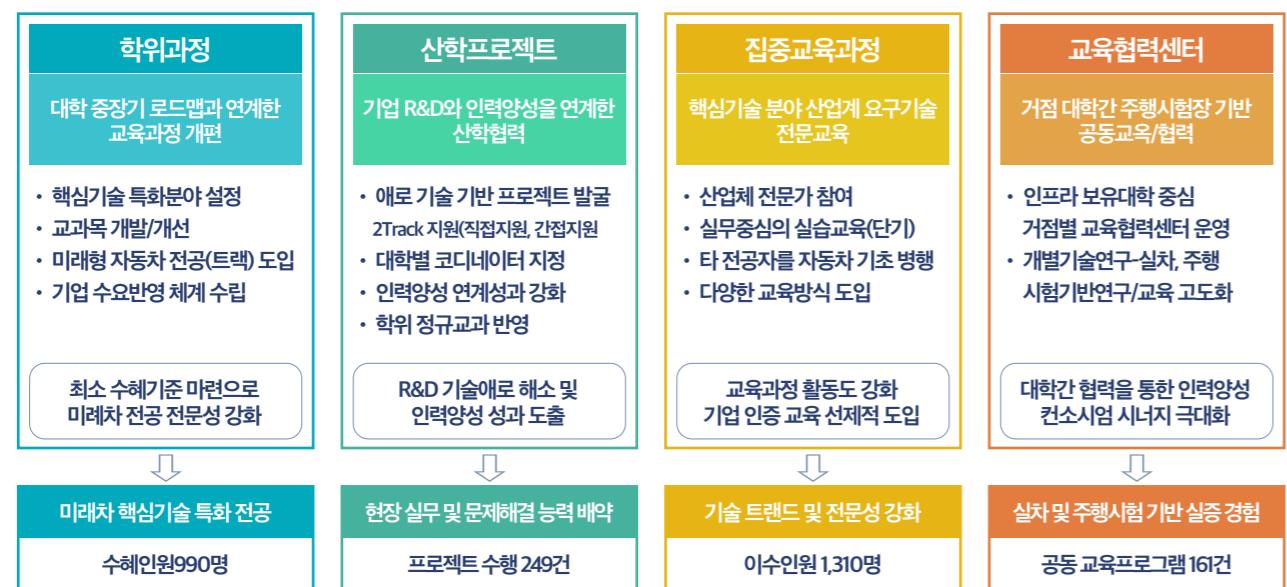 학위과정
대학 중장기 로드맵과 연계한
교육과정 개편
• 핵심기술 특화분야 설정
• 교과목 개발/개선
• 미래형 자동차 전공(트랙) 도입
• 기업 수요반영 체계 수립
최소 수혜기준 마련으로
미례차 전공 전문성 강화
미래차 핵심기술 특화 전공
수혜인원990명
산학프로젝트
기업 R&D와 인력양성을 연계한
산학협력
• 애로 기술 기반 프로젝트 발굴
2Track 지원(직접지원, 간접지원
• 대학별 코디네이터 지정
• 인력양성 연계성과 강화
• 학위 정규교과 반영
R&D 기술애로 해소 및
인력양성 성과 도출
현장 실무 및 문제해결 능력 배약
프로젝트 수행 249건
집중교육과정
핵심기술 분야 산업계 요구기술
전문교육
• 산업체 전문가 참여
• 실무중심의 실습교육(단기)
• 타 전공자를 자동차 기초 병행
• 다양한 교육방식 도입
교육과정 활동도 강화
기업 인증 교육 선제적 도입
기술 트랜드 및 전문성 강화
이수인원 1,310명
교육협력센터
거점 대학간 주행시험장 기반
공동교옥/협력
• 인프라 보유대학 중심
거점별 교육협력센터 운영
• 개별기술연구-실차, 주행
시험기반연구/교육 고도화
대학간 협력을 통한 인력양성
컨소시엄 시너지 극대화
실차 및 주행시험 기반 실증 경험
공동 교육프로그램 161건